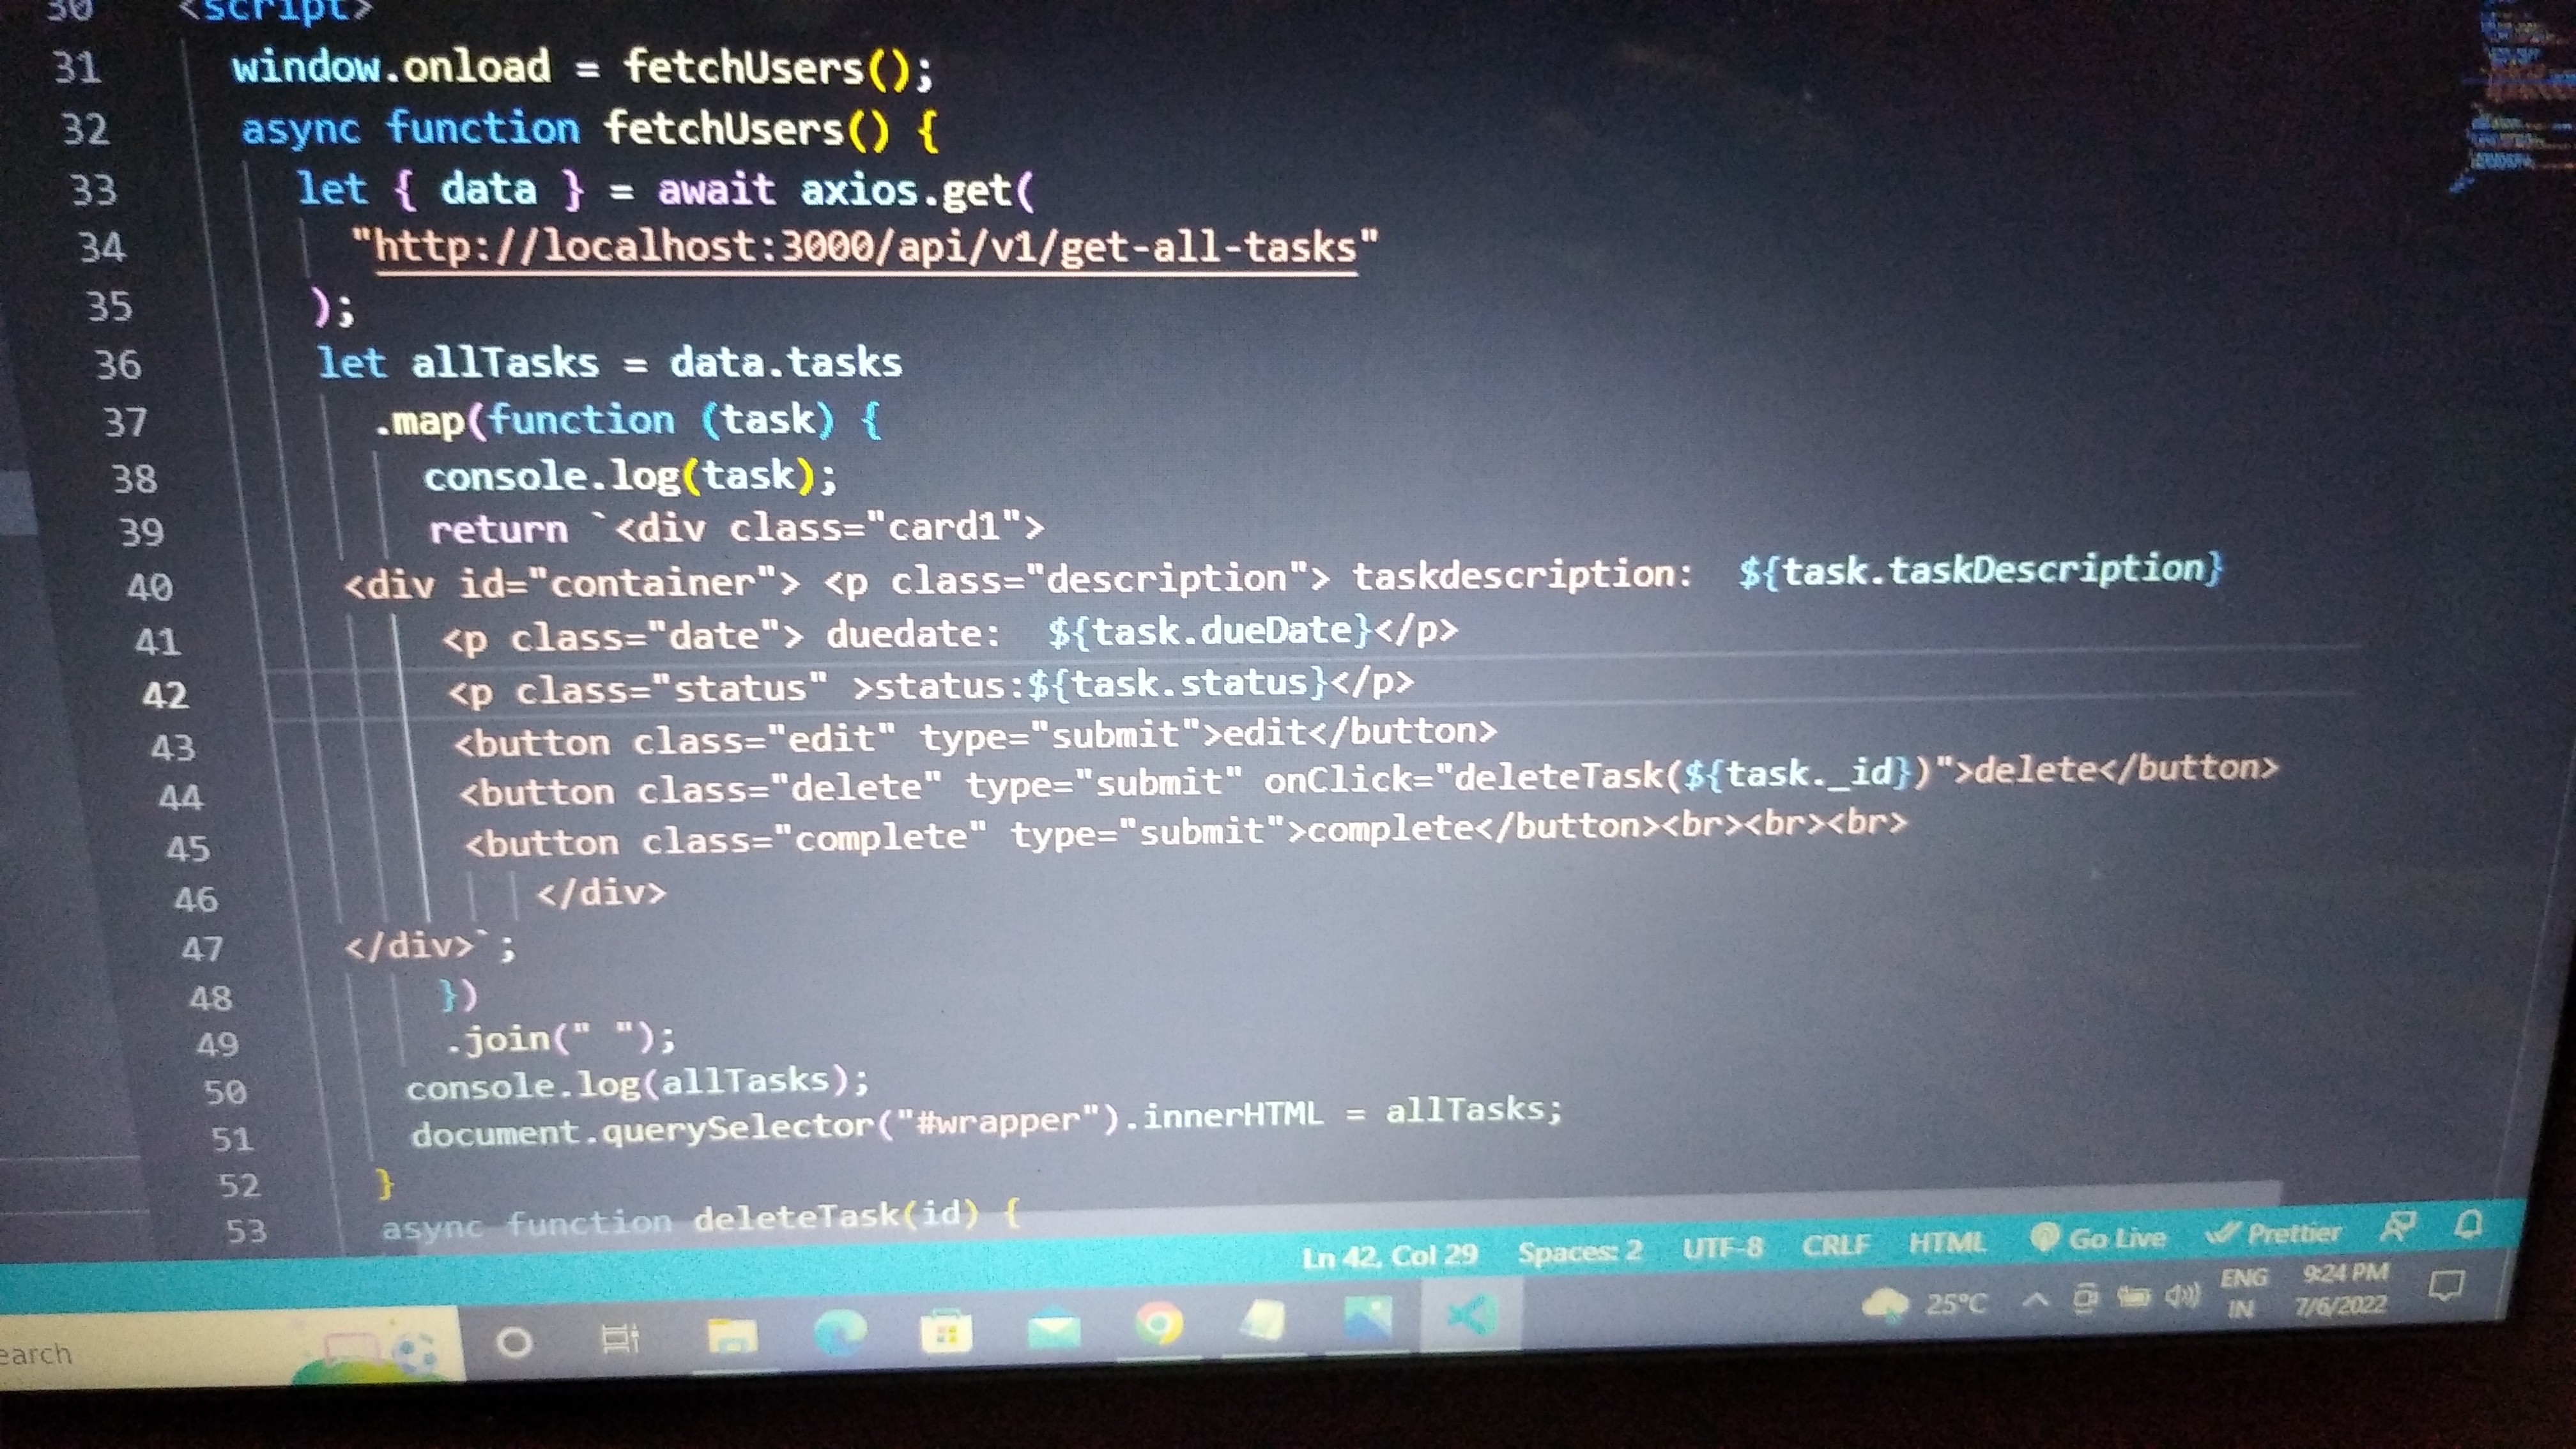 30 <script>
31 window.onload = fetchUsers();
32 async function fetchUsers() {
33 let { data } = await axios.get(
34 "http://localhost:3000/api/v1/get-all-tasks"
35 );
36 let allTasks = data.tasks
37 .map(function (task) {
38 console.log(task);
39 return `<div class="card1">
40 <div id="container"> <p class="description"> taskdescription:  ${task.taskDescription}
41 <p class="date"> duedate:  ${task.dueDate}</p>
42 <p class="status" >status:${task.status}</p>
43 <button class="edit" type="submit">edit</button>
44 <button class="delete" type="submit" onClick="deleteTask(${task._id})">delete</button>
45 <button class="complete" type="submit">complete</button><br><br><br>
46 </div>
47 </div>`;
48 })
49 .join(" ");
50 console.log(allTasks);
51 document.querySelector("#wrapper").innerHTML = allTasks;
52 }
53 async function deleteTask(id) {
Ln 42, Col 29 Spaces: 2 UTF-8 CRLF HTML Go Live Prettier
earch 25°C ENG IN 9:24 PM 7/6/2022